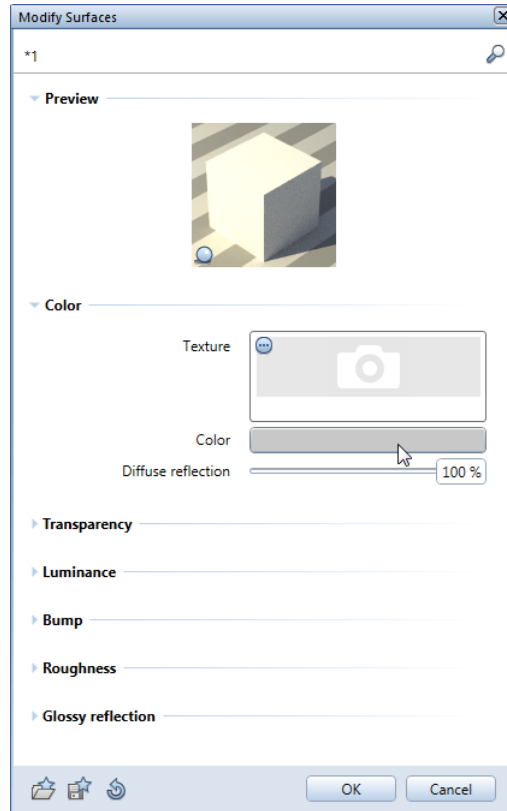 Modify Surfaces
*1
Preview
Color
Texture
Color
Diffuse reflection 100 %
Transparency
Luminance
Bump
Roughness
Glossy reflection
OK Cancel